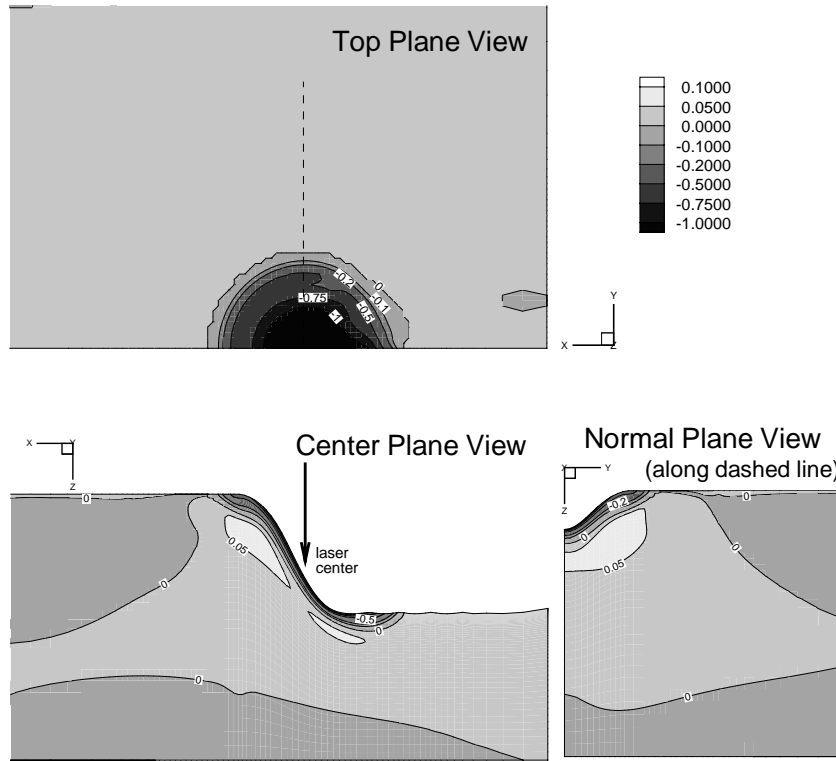 Top Plane View
0.1000
0.0500
0.0000
-0.1000
-0.2000
-0.5000
-0.7500
-1.0000
-0
-0.2
-0.1
-0.75
-0.5
-1
Y
X
Z
Center Plane View
Normal Plane View
(along dashed line)
X
Y
Z
X
Y
Z
0
0
-0.2
0
0
0.05
0.05
laser
center
0
0
-0.5
0
0
0